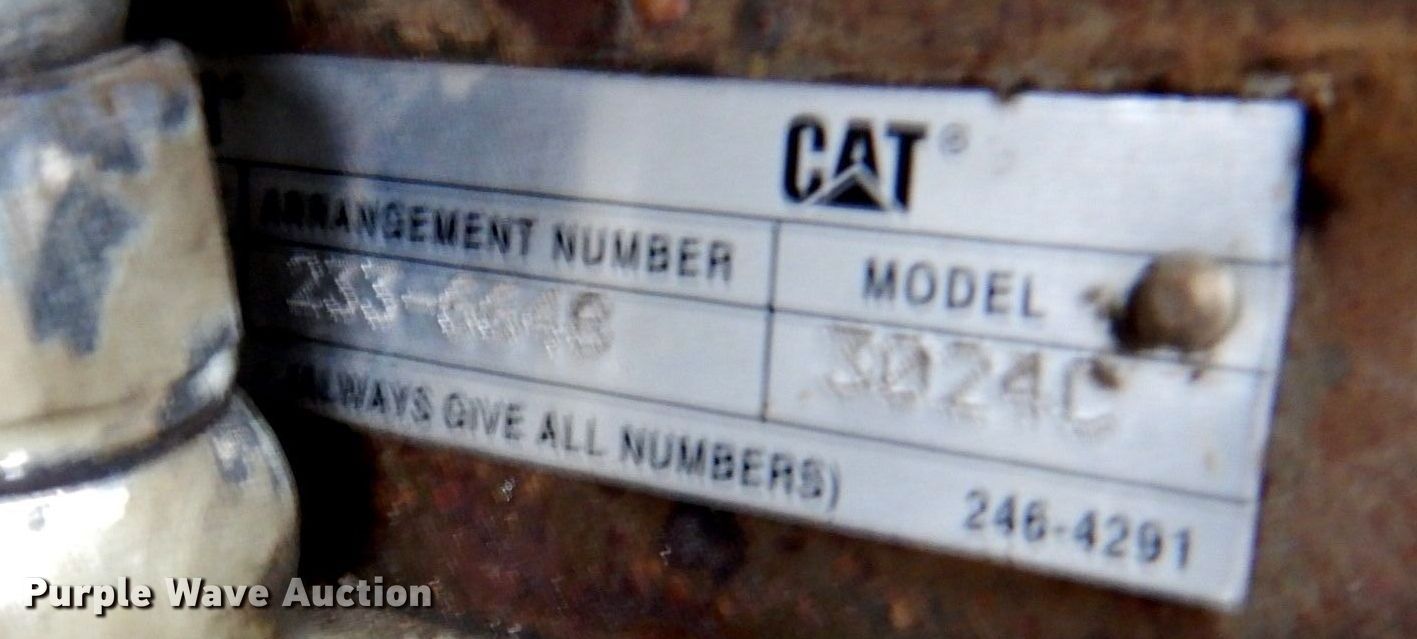 CAT®
ARRANGEMENT NUMBER MODEL
3024C
(ALWAYS GIVE ALL NUMBERS) 246-4291
Purple Wave Auction